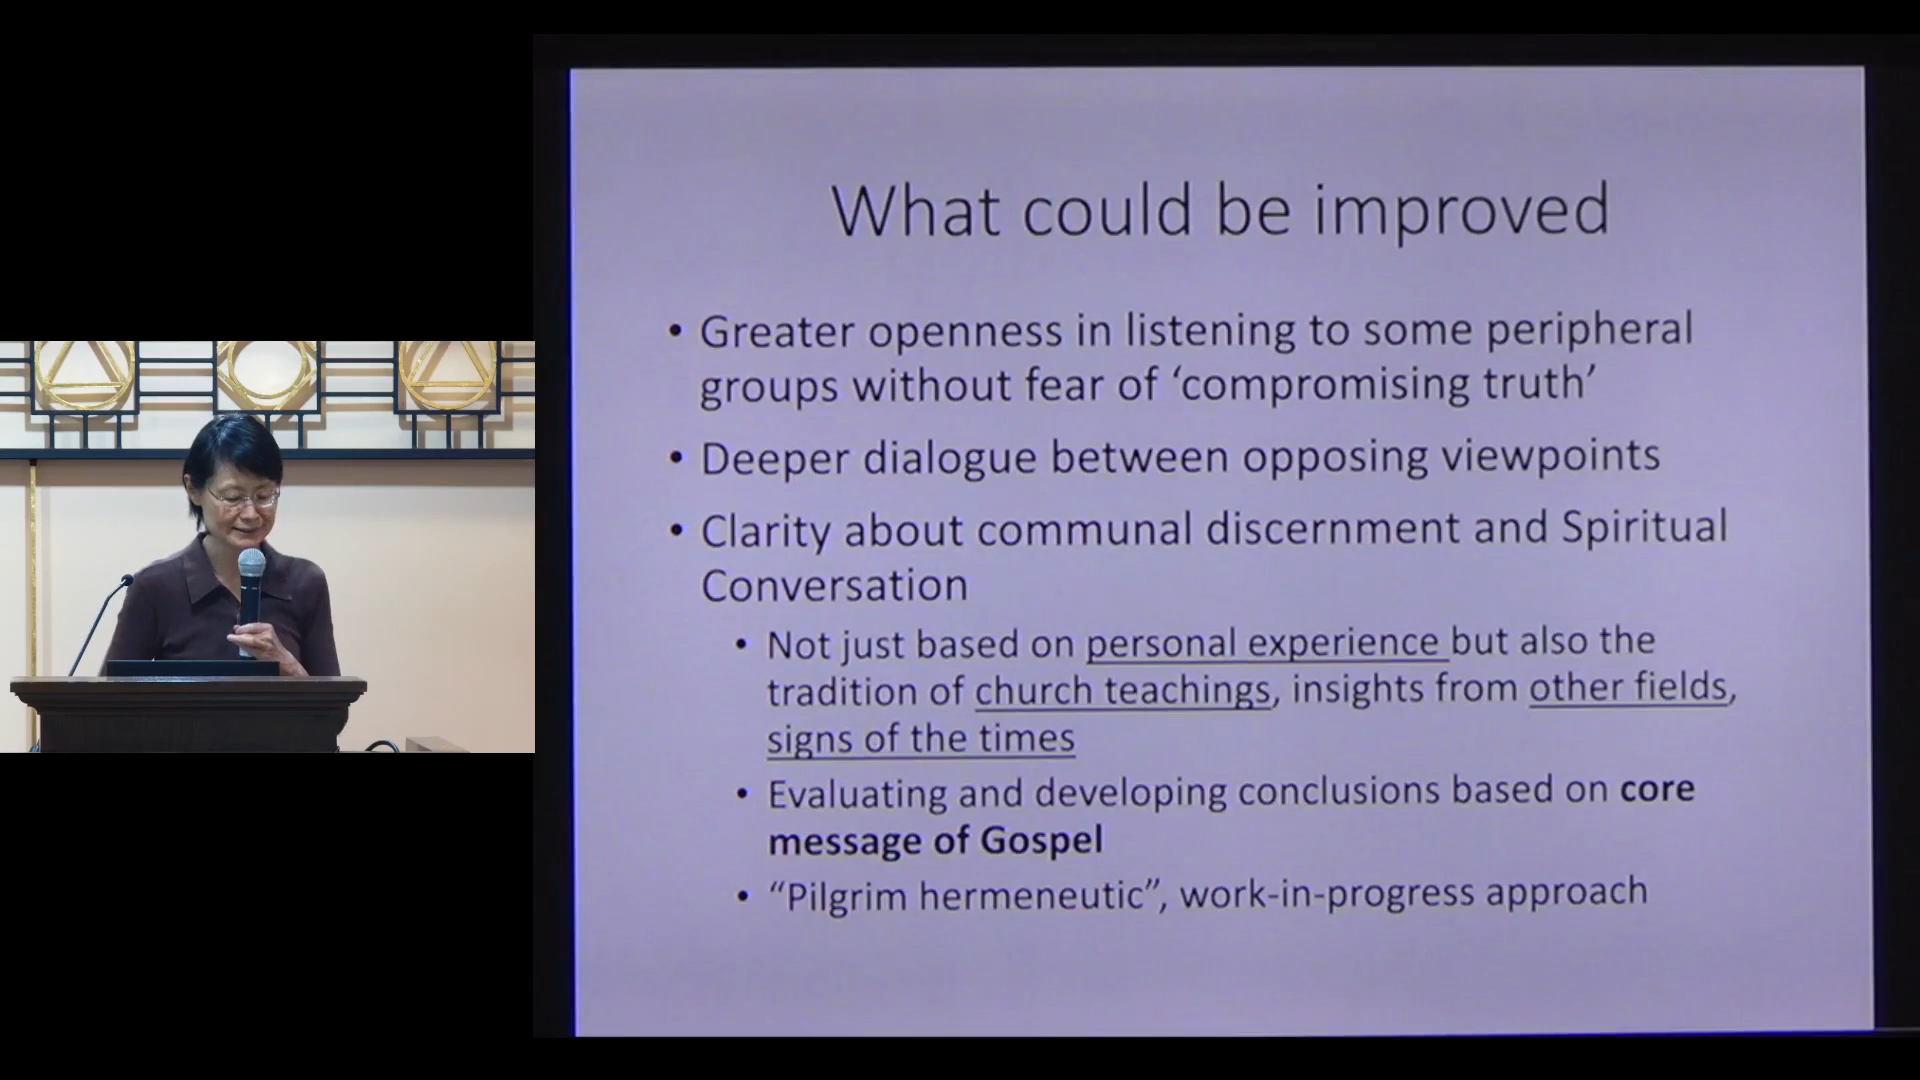 What could be improved
• Greater openness in listening to some peripheral
groups without fear of ‘compromising truth’
• Deeper dialogue between opposing viewpoints
• Clarity about communal discernment and Spiritual
Conversation
• Not just based on personal experience but also the
tradition of church teachings, insights from other fields,
signs of the times
• Evaluating and developing conclusions based on core
message of Gospel
• “Pilgrim hermeneutic”, work-in-progress approach